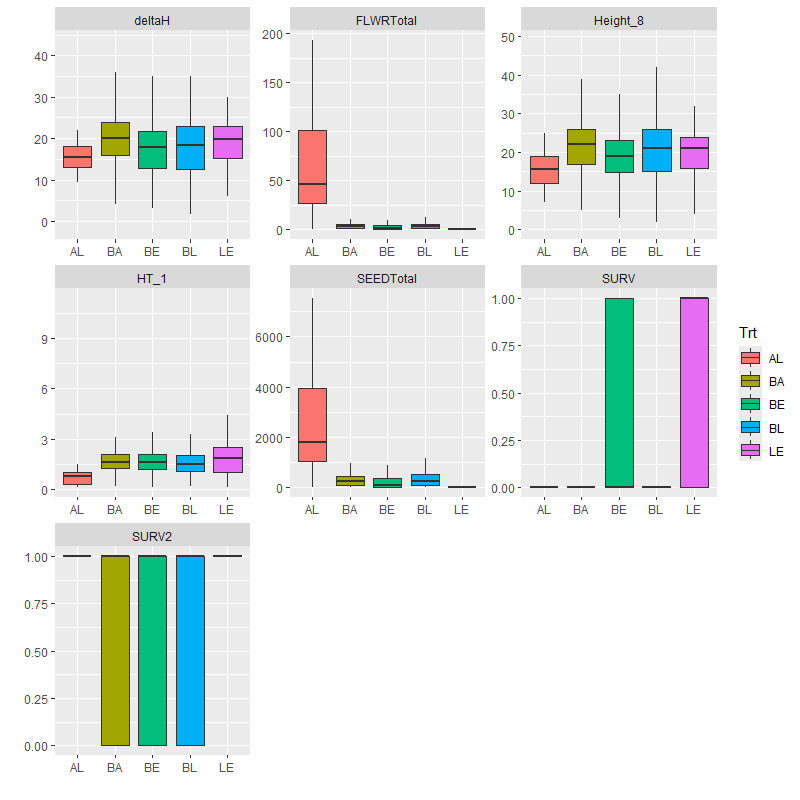 deltaH FLWRTotal Height_8
40
30
20
10
0
200
150
100
50
0
50
40
30
20
10
0
AL BA BE BL LE
AL BA BE BL LE
AL BA BE BL LE
HT_1 SEEDTotal SURV
9
6
3
0
6000
4000
2000
0
1.00
0.75
0.50
0.25
0.00
AL BA BE BL LE
AL BA BE BL LE
AL BA BE BL LE
Trt
AL
BA
BE
BL
LE
SURV2
1.00
0.75
0.50
0.25
0.00
AL BA BE BL LE